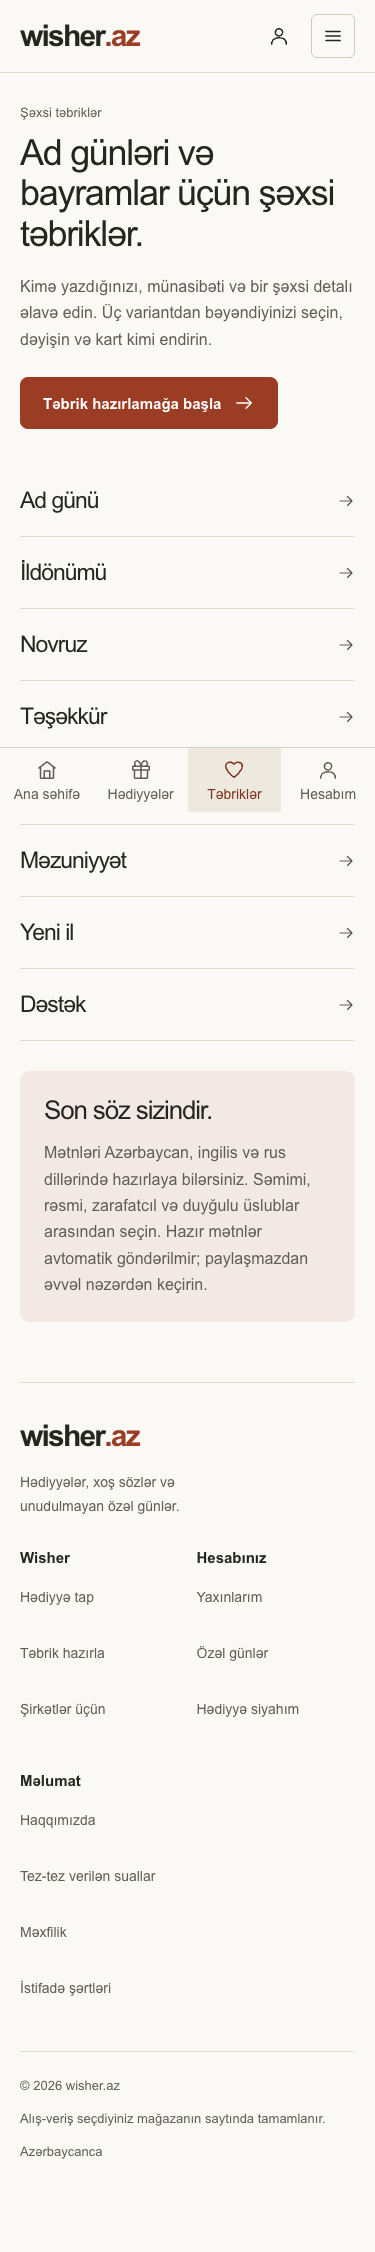 wisher.az
Şəxsi təbriklər
Ad günləri və
bayramlar üçün şəxsi
təbriklər.
Kimə yazdığınızı, münasibəti və bir şəxsi detalı
əlavə edin. Üç variantdan bəyəndiyinizi seçin,
dəyişin və kart kimi endirin.
Təbrik hazırlamağa başla
Ad günü
İldönümü
Novruz
Təşəkkür
Ana səhifə
Hədiyyələr
Təbriklər
Hesabım
Məzuniyyət
Yeni il
Dəstək
Son söz sizindir.
Mətnləri Azərbaycan, ingilis və rus
dillərində hazırlaya bilərsiniz. Səmimi,
rəsmi, zarafatcıl və duyğulu üslublar
arasından seçin. Hazır mətnlər
avtomatik göndərilmir; paylaşmazdan
əvvəl nəzərdən keçirin.
wisher.az
Hədiyyələr, xoş sözlər və
unudulmayan özəl günlər.
Wisher
Hədiyyə tap
Təbrik hazırla
Şirkətlər üçün
Hesabınız
Yaxınlarım
Özəl günlər
Hədiyyə siyahım
Məlumat
Haqqımızda
Tez-tez verilən suallar
Məxfilik
İstifadə şərtləri
© 2026 wisher.az
Alış-veriş seçdiyiniz mağazanın saytında tamamlanır.
Azərbaycanca